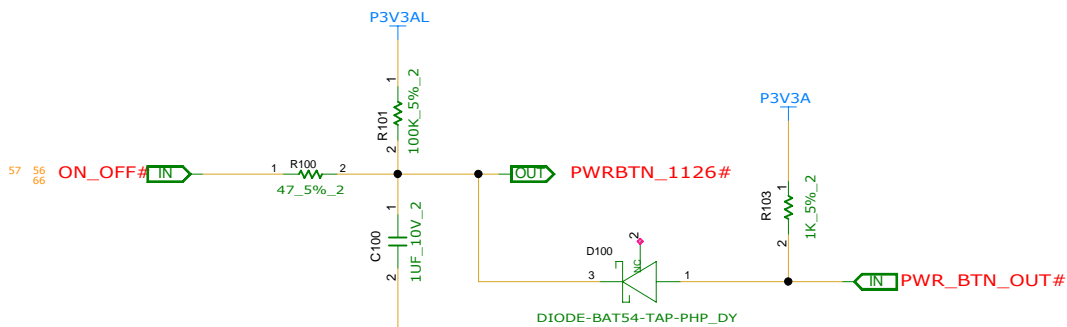 P3V3AL
1
R101
100K_5%_2
2
P3V3A
57 56
66
ON_OFF#
IN
1
R100
2
47_5%_2
OUT
PWRBTN_1126#
1
C100
1UF_10V_2
2
1
R103
1K_5%_2
2
D100
2
NC
3
1
DIODE-BAT54-TAP-PHP_DY
IN
PWR_BTN_OUT#